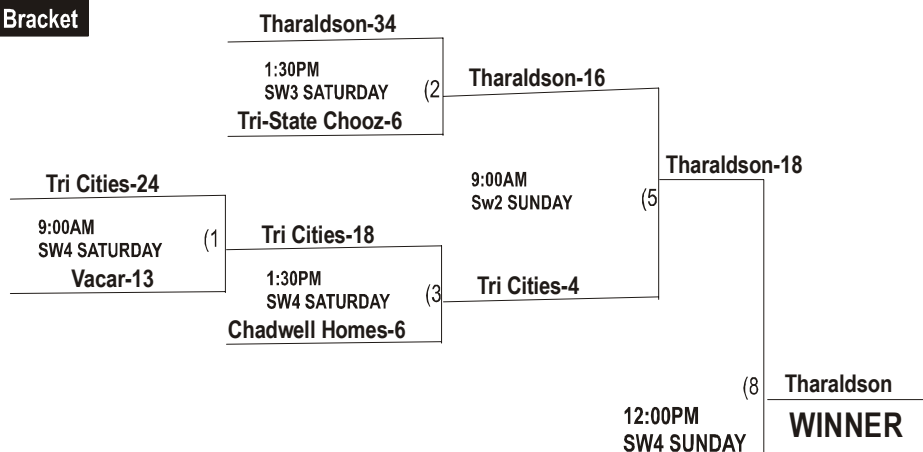 Bracket
Tharaldson-34
1:30PM
SW3 SATURDAY
(2
Tri-State Chooz-6
Tharaldson-16
Tri Cities-24
9:00AM
SW4 SATURDAY
(1
Vacar-13
Tri Cities-18
1:30PM
SW4 SATURDAY
(3
Chadwell Homes-6
9:00AM
Sw2 SUNDAY
(5
Tri Cities-4
Tharaldson-18
(8
12:00PM
SW4 SUNDAY
Tharaldson
WINNER